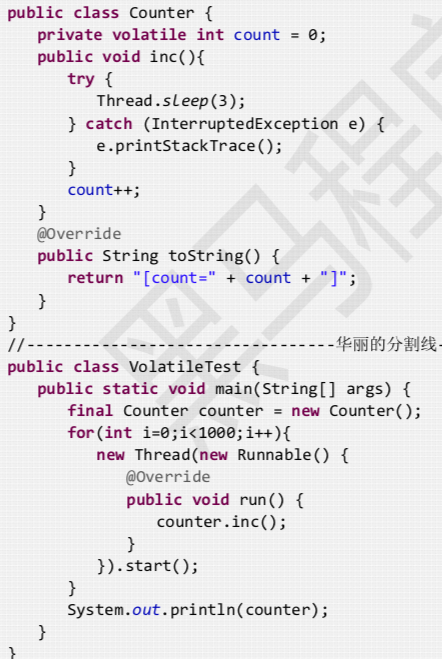 public class Counter {
    private volatile int count = 0;
    public void inc(){
        try {
            Thread.sleep(3);
        } catch (InterruptedException e) {
            e.printStackTrace();
        }
        count++;
    }
    @Override
    public String toString() {
        return "[count=" + count + "]";
    }
}
//---------------------------------华丽的分割线-
public class VolatileTest {
    public static void main(String[] args) {
        final Counter counter = new Counter();
        for(int i=0;i<1000;i++){
            new Thread(new Runnable() {
                @Override
                public void run() {
                    counter.inc();
                }
            }).start();
        }
        System.out.println(counter);
    }
}
黑马程